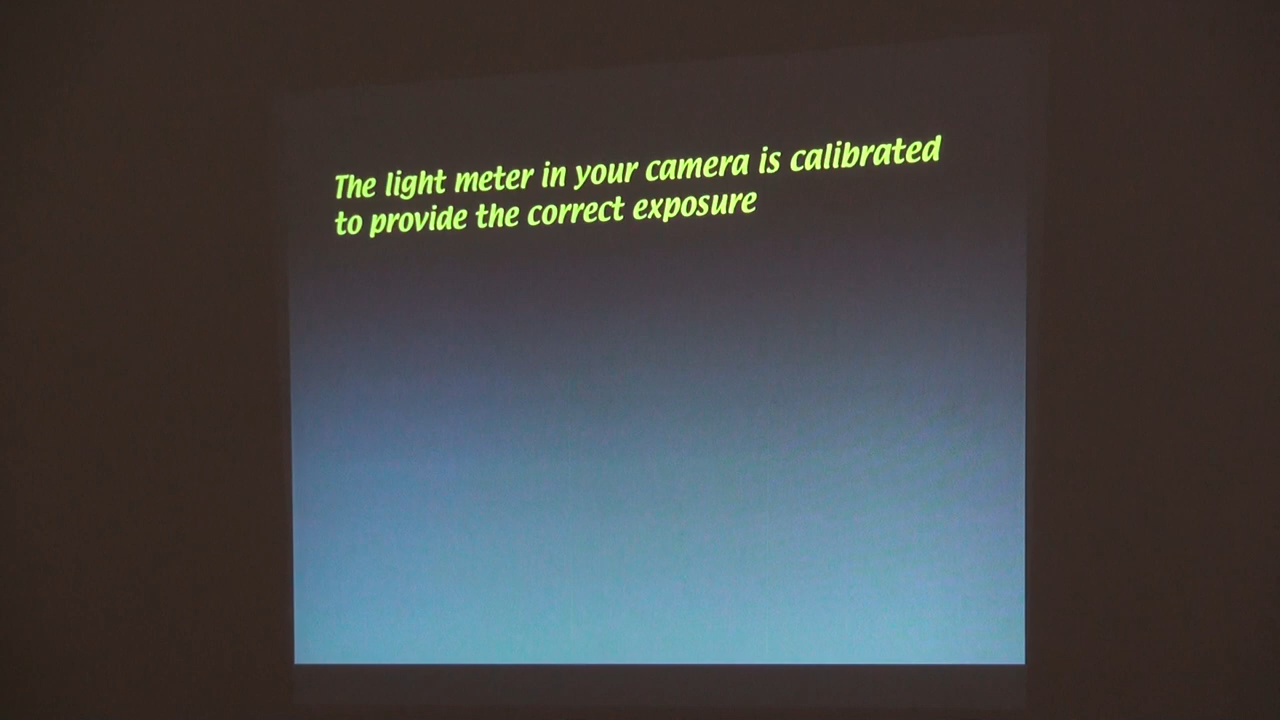 The light meter in your camera is calibrated
to provide the correct exposure